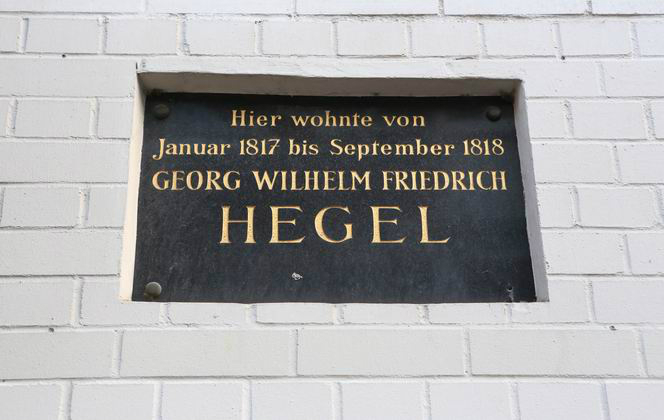 Hier wohnte von
Januar 1817 bis September 1818
GEORG WILHELM FRIEDRICH
HEGEL